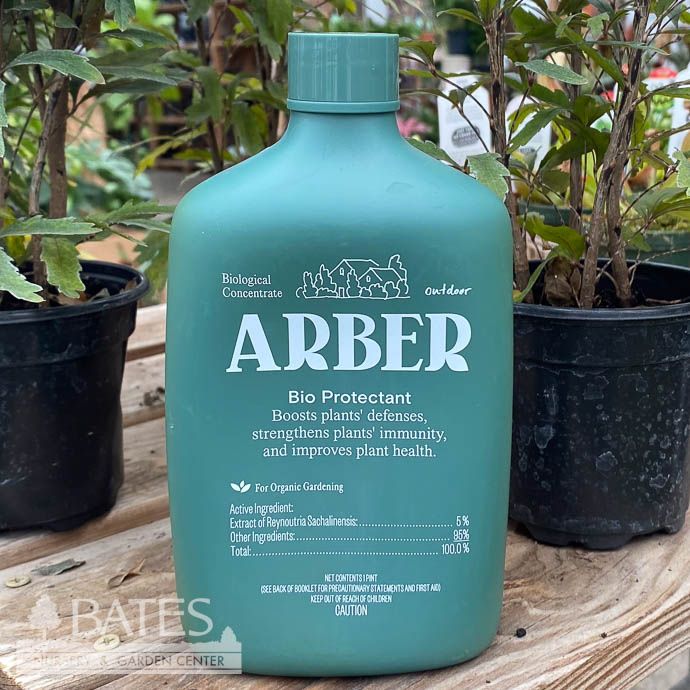 Biological
Concentrate
outdoor
ARBER
Bio Protectant
Boosts plants' defenses,
strengthens plants' immunity,
and improves plant health.
For Organic Gardening
Active Ingredient:
Extract of Reynoutria Sachalinensis:.......................... 5%
Other Ingredients:.......................... 95%
Total:.......................... 100.0%
NET CONTENTS 1 PINT
(SEE BACK OF BOOKLET FOR PRECAUTIONARY STATEMENTS AND FIRST AID)
KEEP OUT OF REACH OF CHILDREN
CAUTION
BATES
NURSERY & GARDEN CENTER